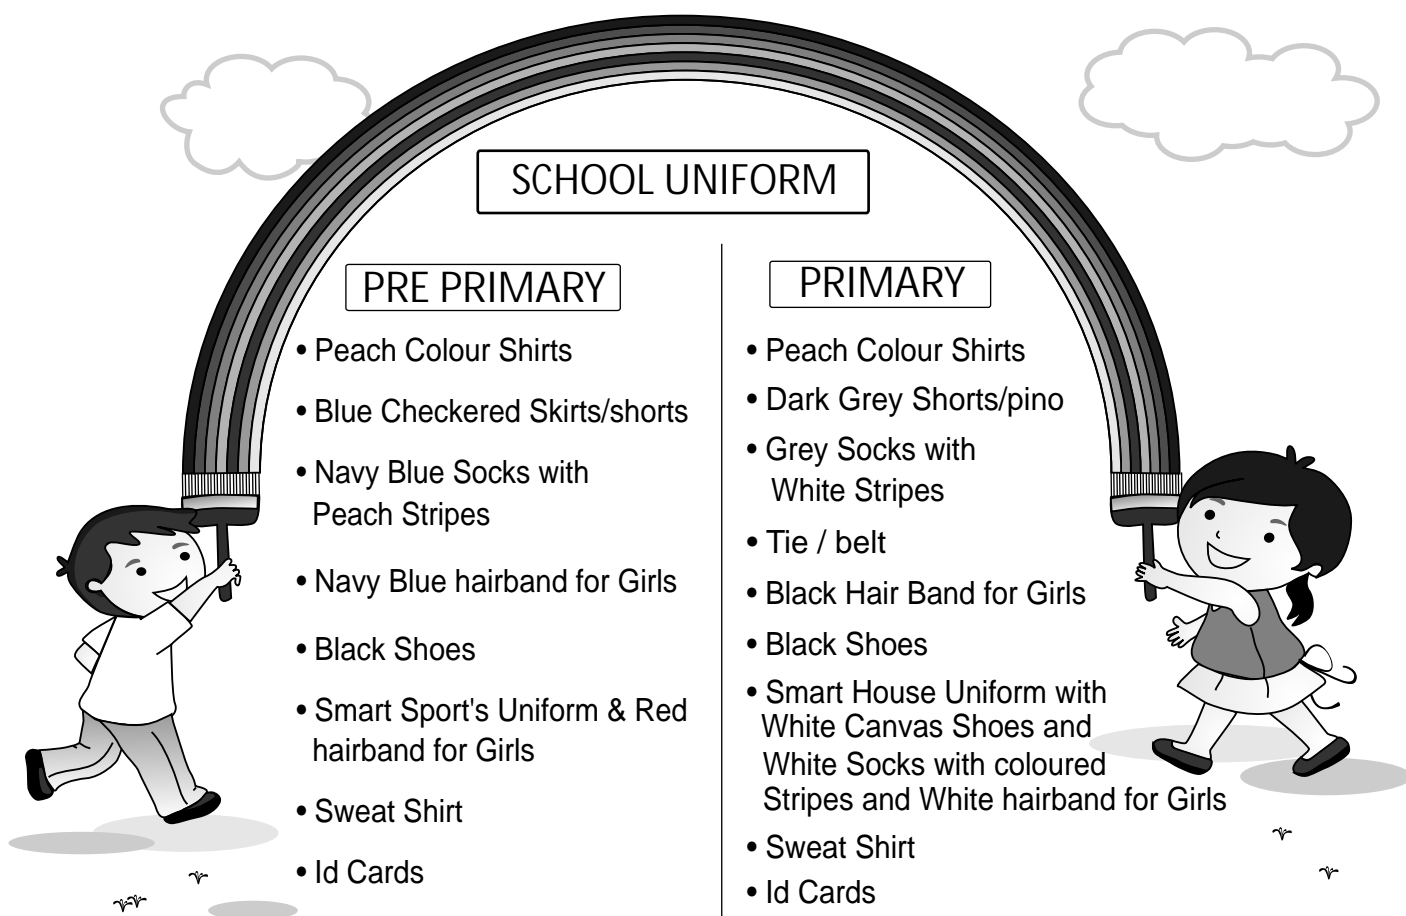 SCHOOL UNIFORM
PRE PRIMARY
• Peach Colour Shirts
• Blue Checkered Skirts/shorts
• Navy Blue Socks with
Peach Stripes
• Navy Blue hairband for Girls
• Black Shoes
• Smart Sport's Uniform & Red
hairband for Girls
• Sweat Shirt
• Id Cards
PRIMARY
• Peach Colour Shirts
• Dark Grey Shorts/pino
• Grey Socks with
White Stripes
• Tie / belt
• Black Hair Band for Girls
• Black Shoes
• Smart House Uniform with
White Canvas Shoes and
White Socks with coloured
Stripes and White hairband for Girls
• Sweat Shirt
• Id Cards